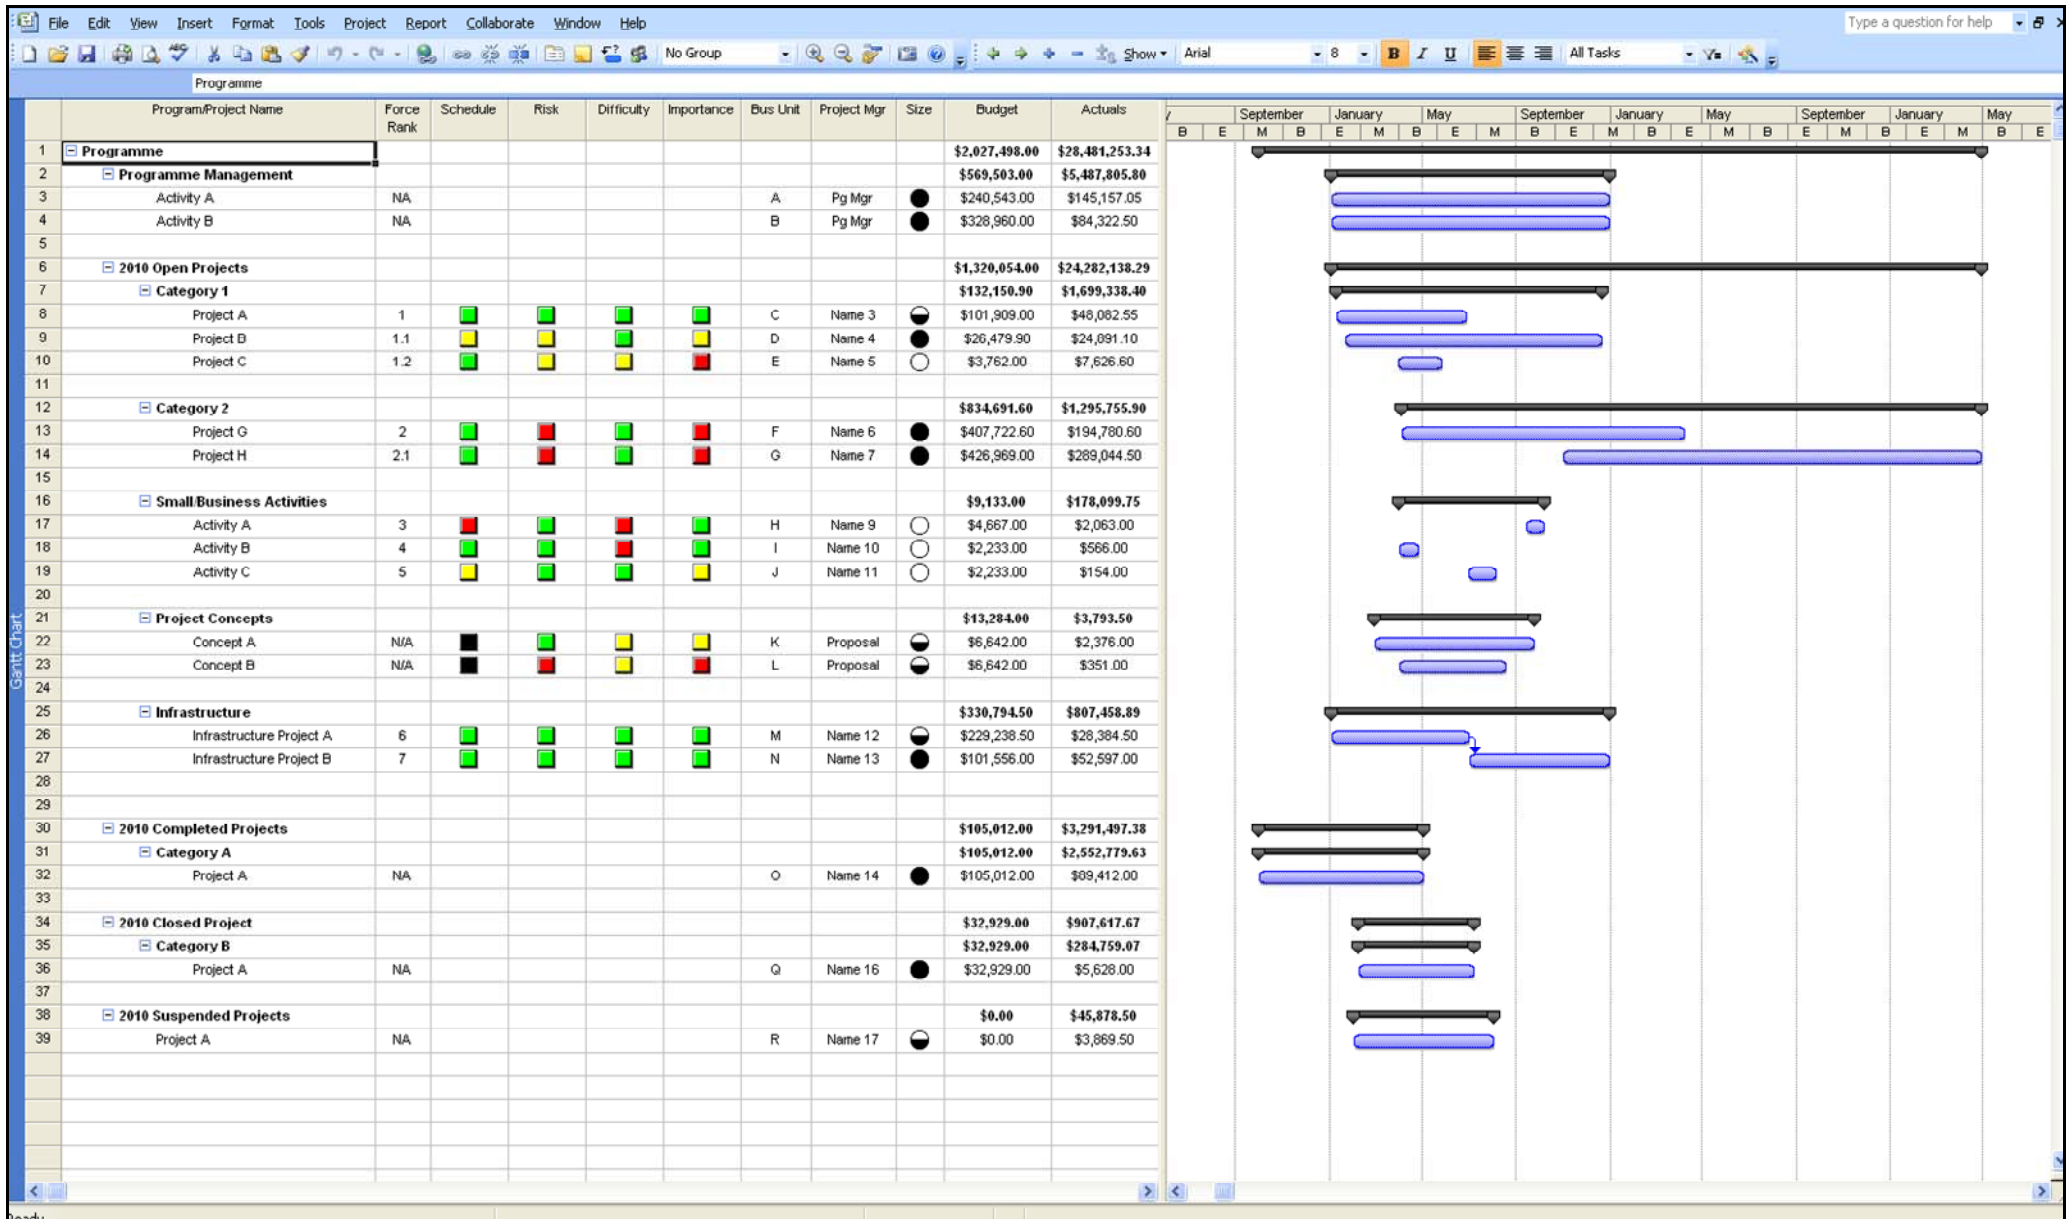 File Edit View Insert Format Tools Project Report Collaborate Window Help Type a question for help
No Group Show Arial 8 B I U All Tasks
Programme
Program/Project Name Force Rank Schedule Risk Difficulty Importance Bus Unit Project Mgr Size Budget Actuals
September January May September January May September January May
B E M B E M B E M B E M B E M B E M B E M B E
1 Programme $2,027,498.00 $28,481,253.34
2 Programme Management $569,503.00 $5,487,805.80
3 Activity A NA A Pg Mgr $240,543.00 $145,157.05
4 Activity B NA B Pg Mgr $328,960.00 $84,322.50
5
6 2010 Open Projects $1,320,054.00 $24,282,138.29
7 Category 1 $132,150.90 $1,699,338.40
8 Project A 1 C Name 3 $101,909.00 $48,082.55
9 Project B 1.1 D Name 4 $26,479.90 $24,091.10
10 Project C 1.2 E Name 5 $3,762.00 $7,626.60
11
12 Category 2 $834,691.60 $1,295,755.90
13 Project G 2 F Name 6 $407,722.60 $194,780.60
14 Project H 2.1 G Name 7 $426,969.00 $289,044.50
15
16 Small/Business Activities $9,133.00 $178,099.75
17 Activity A 3 H Name 9 $4,667.00 $2,063.00
18 Activity B 4 I Name 10 $2,233.00 $566.00
19 Activity C 5 J Name 11 $2,233.00 $154.00
20
21 Project Concepts $13,284.00 $3,793.50
22 Concept A N/A K Proposal $6,642.00 $2,376.00
23 Concept B N/A L Proposal $6,642.00 $351.00
24
25 Infrastructure $330,794.50 $807,458.89
26 Infrastructure Project A 6 M Name 12 $229,238.50 $28,384.50
27 Infrastructure Project B 7 N Name 13 $101,556.00 $52,597.00
28
29
30 2010 Completed Projects $105,012.00 $3,291,497.38
31 Category A $105,012.00 $2,552,779.63
32 Project A NA O Name 14 $105,012.00 $89,412.00
33
34 2010 Closed Project $32,929.00 $907,617.67
35 Category B $32,929.00 $284,759.07
36 Project A NA Q Name 16 $32,929.00 $5,628.00
37
38 2010 Suspended Projects $0.00 $45,878.50
39 Project A NA R Name 17 $0.00 $3,869.50
Gantt Chart